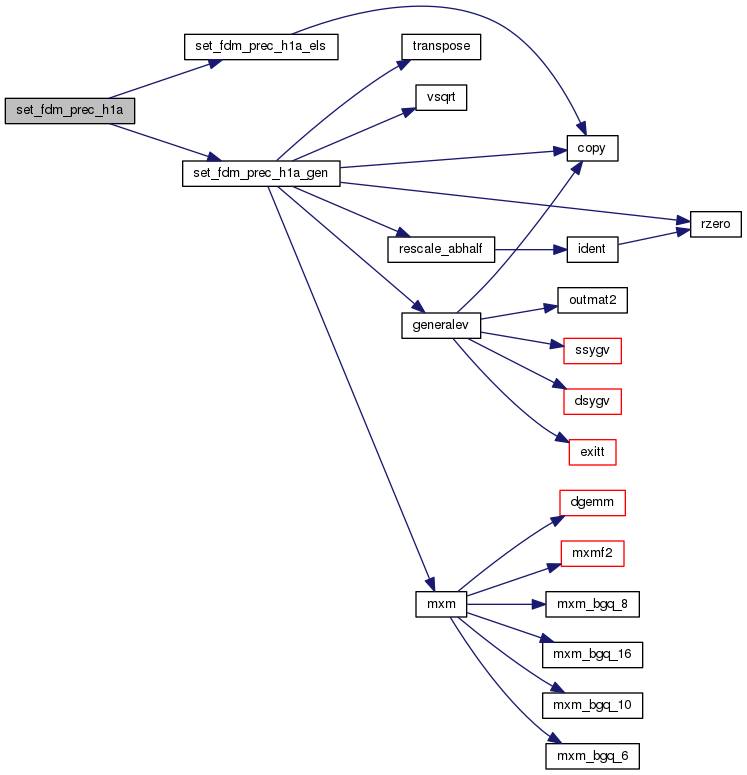 set_fdm_prec_h1a_els
transpose
vsqrt
set_fdm_prec_h1a
copy
set_fdm_prec_h1a_gen
rzero
rescale_abhalf
ident
outmat2
generalev
ssygv
dsygv
exitt
dgemm
mxmf2
mxm
mxm_bgq_8
mxm_bgq_16
mxm_bgq_10
mxm_bgq_6